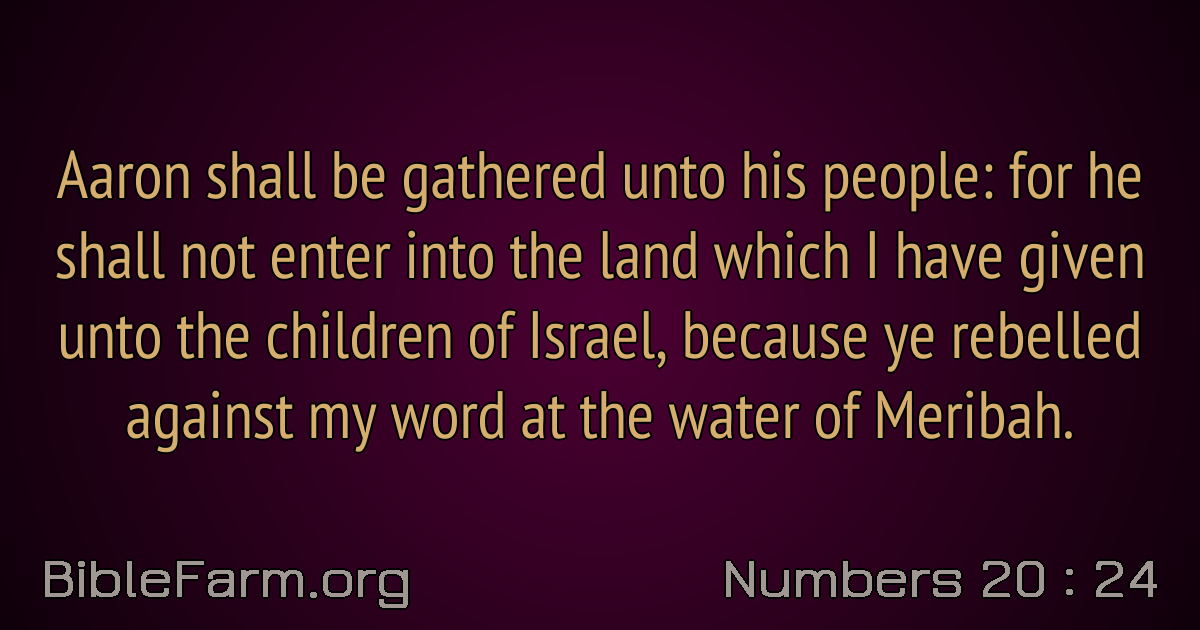 Aaron shall be gathered unto his people: for he
shall not enter into the land which I have given
unto the children of Israel, because ye rebelled
against my word at the water of Meribah.
BibleFarm.org
Numbers 20 : 24